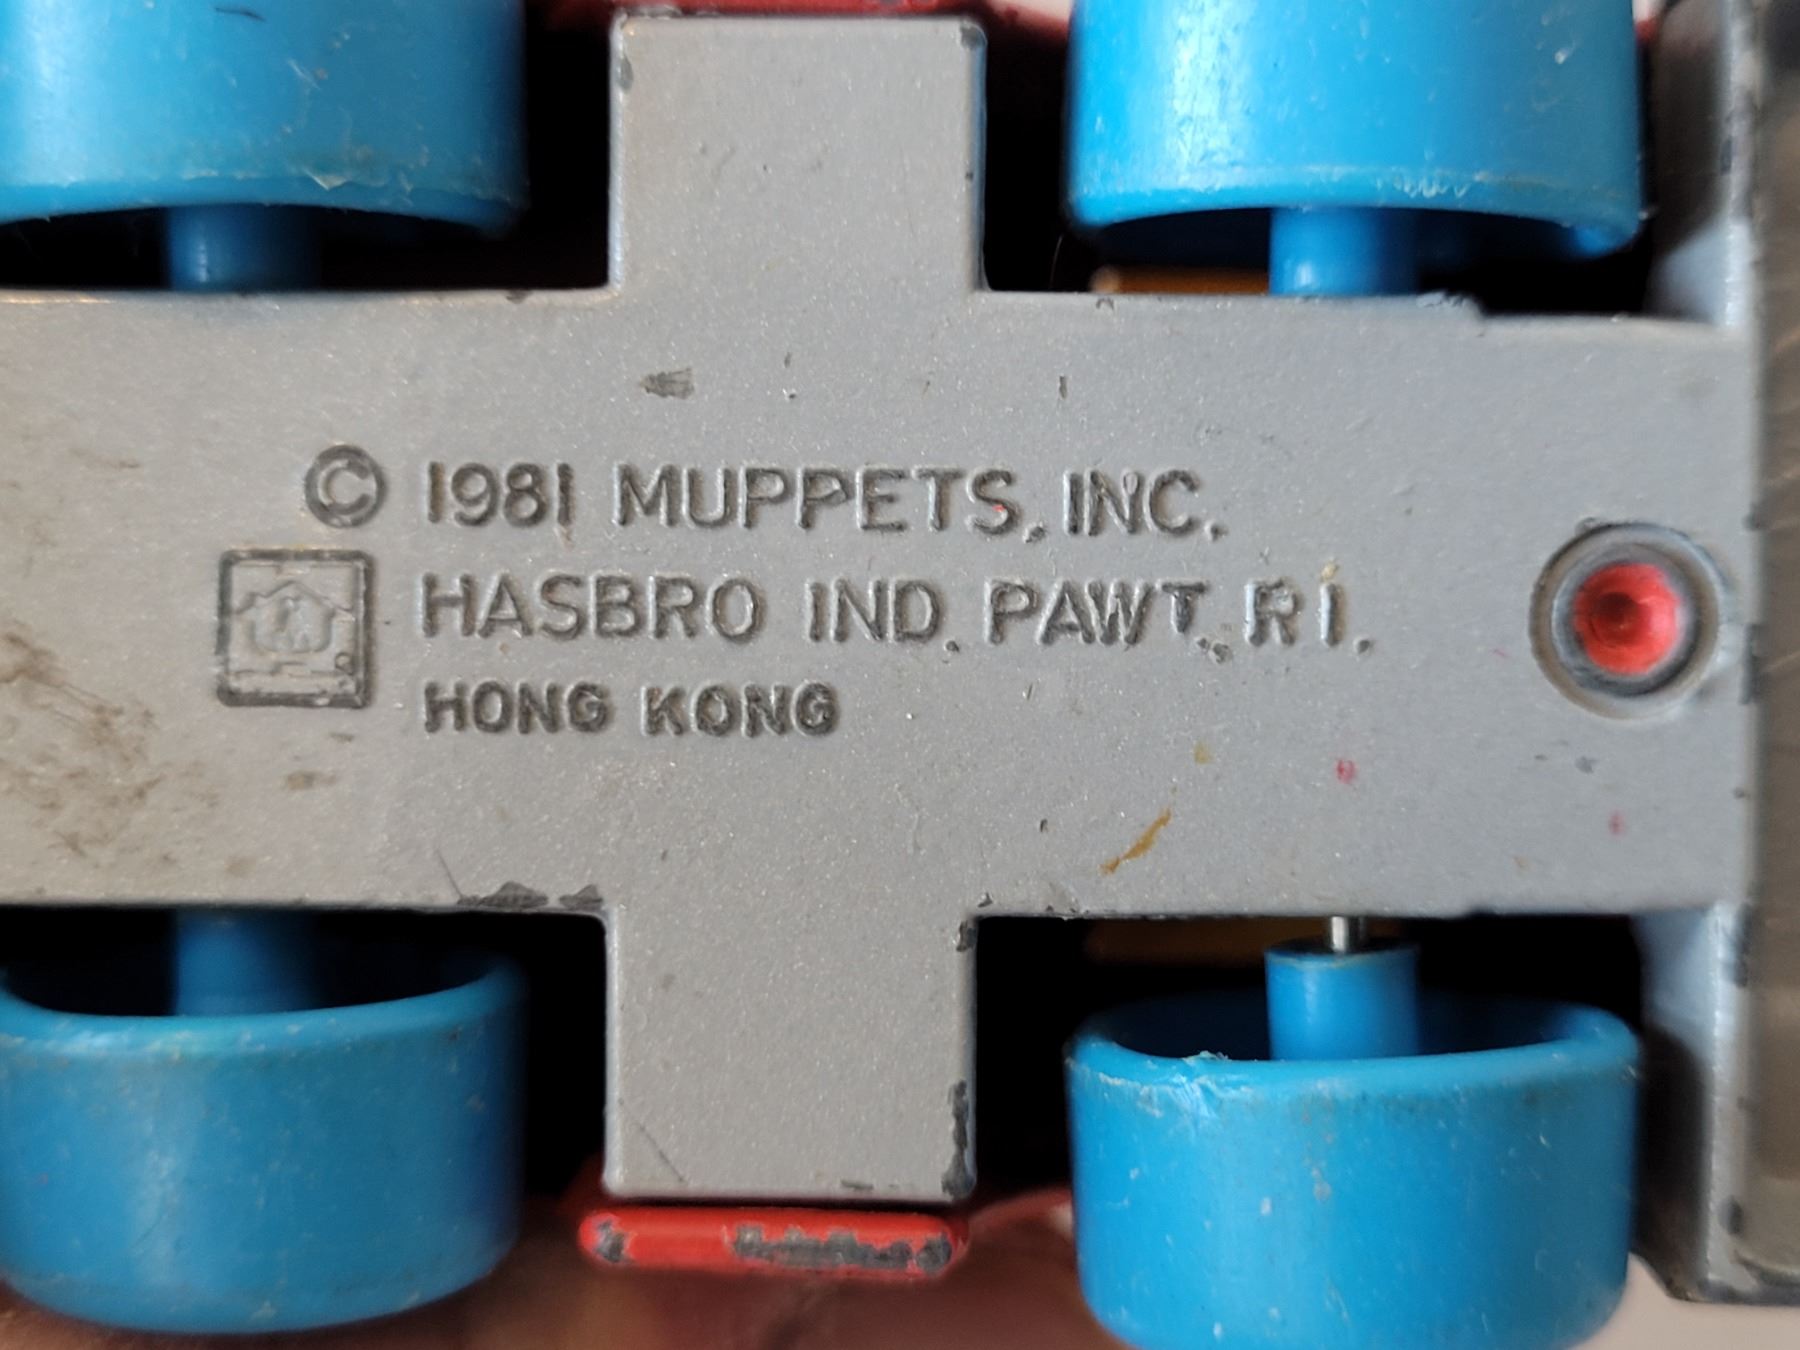 © 1981 MUPPETS, INC.
HASBRO IND. PAWT., R I.
HONG KONG